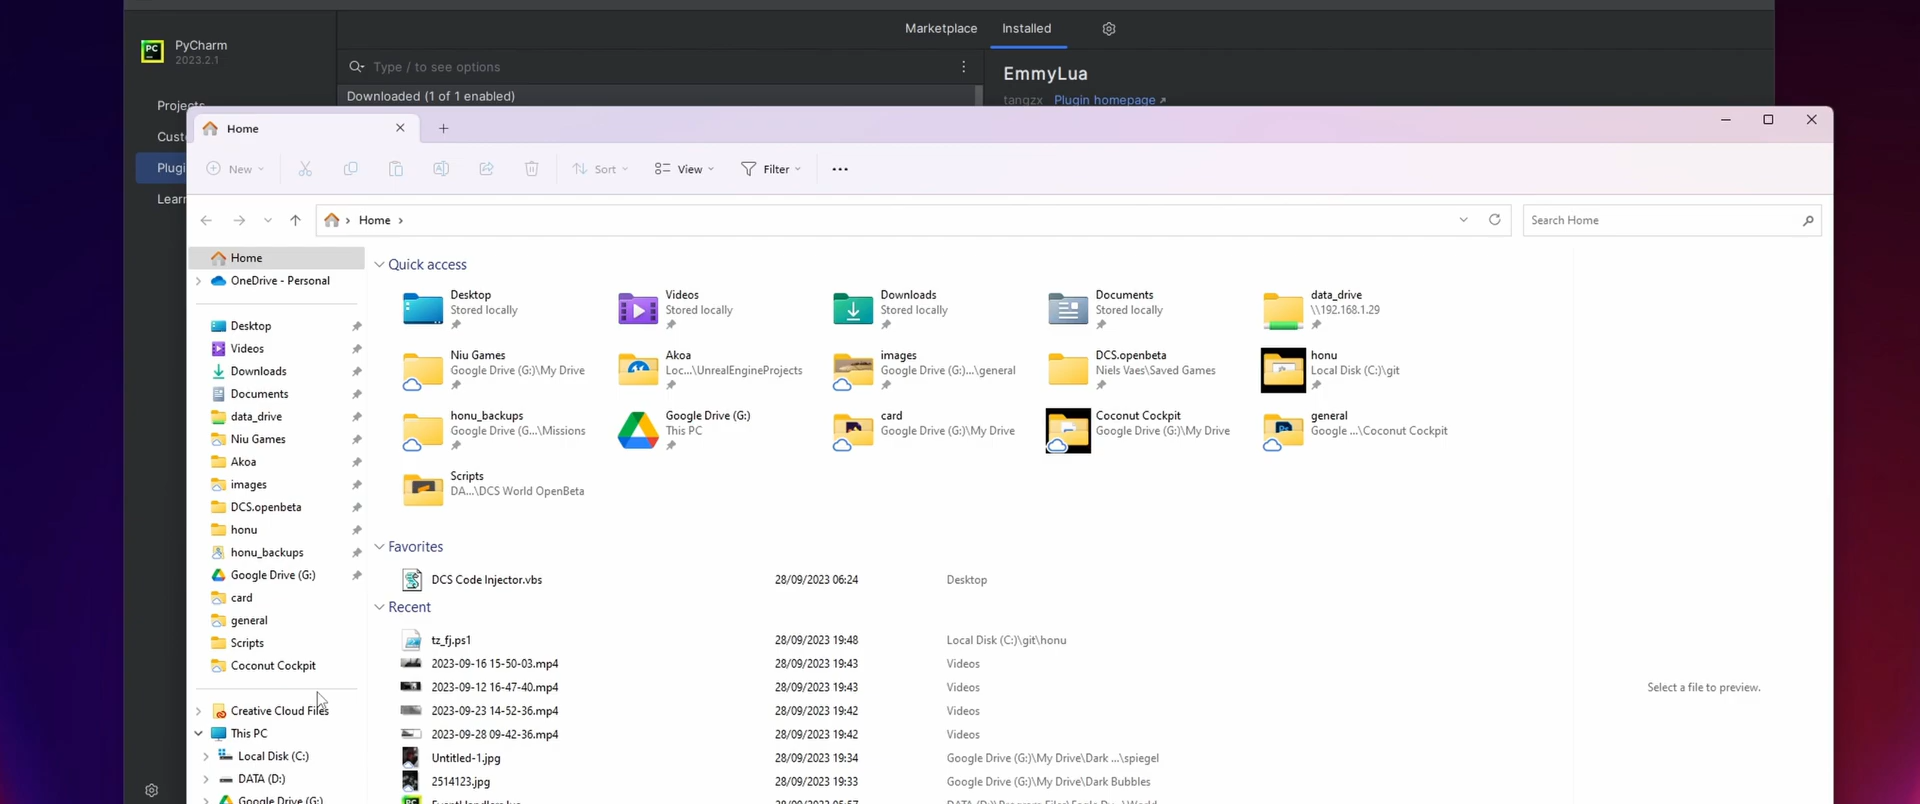 PyCharm
2023.2.1
Marketplace
Installed
Type / to see options
Downloaded (1 of 1 enabled)
EmmyLua
tangzx Plugin homepage
Projects
Plugi
Learn
Home
New
Sort
View
Filter
Home
Search Home
Home
OneDrive - Personal
Desktop
Videos
Downloads
Documents
data_drive
Niu Games
Akoa
images
DCS.openbeta
honu
honu_backups
Google Drive (G:)
card
general
Scripts
Coconut Cockpit
Creative Cloud Files
This PC
Local Disk (C:)
DATA (D:)
Google Drive (G:)
Quick access
Desktop
Stored locally
Videos
Stored locally
Downloads
Stored locally
Documents
Stored locally
data_drive
\\192.168.1.29
Niu Games
Google Drive (G:)\My Drive
Akoa
Loc...\UnrealEngineProjects
images
Google Drive (G:)...\general
DCS.openbeta
Niels Vaes\Saved Games
honu
Local Disk (C:)\git
honu_backups
Google Drive (G...\Missions
Google Drive (G:)
This PC
card
Google Drive (G:)\My Drive
Coconut Cockpit
Google Drive (G:)\My Drive
general
Google ...\Coconut Cockpit
Scripts
DA...\DCS World OpenBeta
Favorites
DCS Code Injector.vbs 28/09/2023 06:24 Desktop
Recent
tz_fj.ps1 28/09/2023 19:48 Local Disk (C:)\git\honu
2023-09-16 15-50-03.mp4 28/09/2023 19:43 Videos
2023-09-12 16-47-40.mp4 28/09/2023 19:43 Videos
2023-09-23 14-52-36.mp4 28/09/2023 19:42 Videos
2023-09-28 09-42-36.mp4 28/09/2023 19:42 Videos
Untitled-1.jpg 28/09/2023 19:34 Google Drive (G:)\My Drive\Dark ...\spiegel
2514123.jpg 28/09/2023 19:33 Google Drive (G:)\My Drive\Dark Bubbles
Select a file to preview.